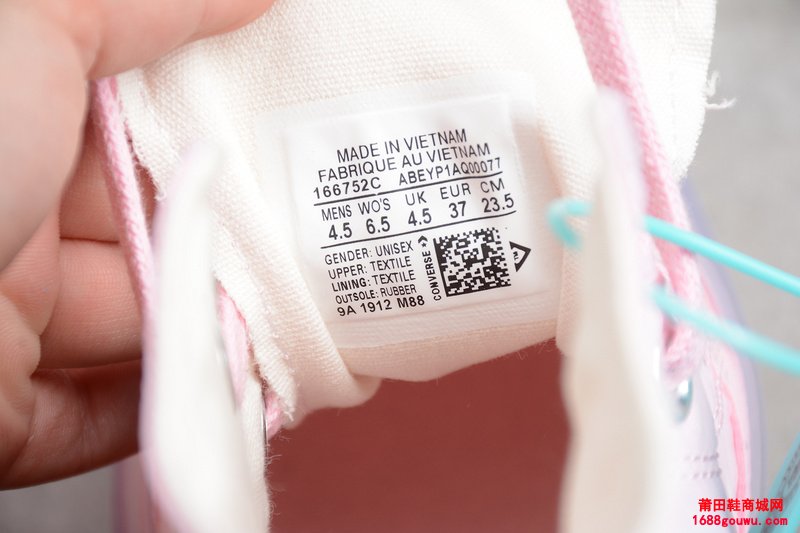 MADE IN VIETNAM
FABRIQUE AU VIETNAM
166752C ABEYP1AQ00077
MENS WO'S UK EUR CM
4.5 6.5 4.5 37 23.5
GENDER: UNISEX
UPPER: TEXTILE
LINING: TEXTILE
OUTSOLE: RUBBER
9A 1912 M88
CONVERSE
莆田鞋商城网
1688gouwu.com